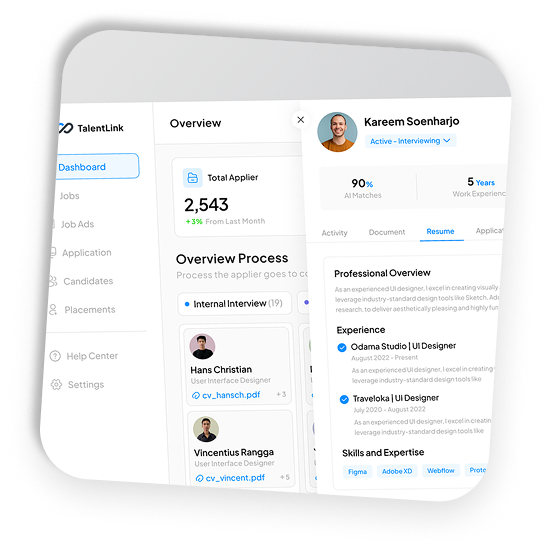 TalentLink
Dashboard
Jobs
Job Ads
Application
Candidates
Placements
Help Center
Settings
Overview
Total Applier
2,543
+3% From Last Month
Overview Process
Process the applier goes to
Internal Interview (19)
Hans Christian
User Interface Designer
cv_hansch.pdf +3
Vincentius Rangga
User Interface Designer
cv_vincent.pdf +5
Kareem Soenharjo
Active - Interviewing
90%
AI Matches
5 Years
Work Experienc
Activity Document Resume Applicat
Professional Overview
As an experienced UI designer, I excel in creating visually
leverage industry-standard design tools like Sketch, Ado
research, to deliver aesthetically pleasing and highly fun
Experience
Odama Studio | UI Designer
August 2022 - Present
As an experienced UI designer, I excel in creating
leverage industry-standard design tools like
Traveloka | UI Designer
July 2020 - August 2022
As an experienced UI designer, I excel in creatin
leverage industry-standard design tools like
Skills and Expertise
Figma Adobe XD Webflow Proto